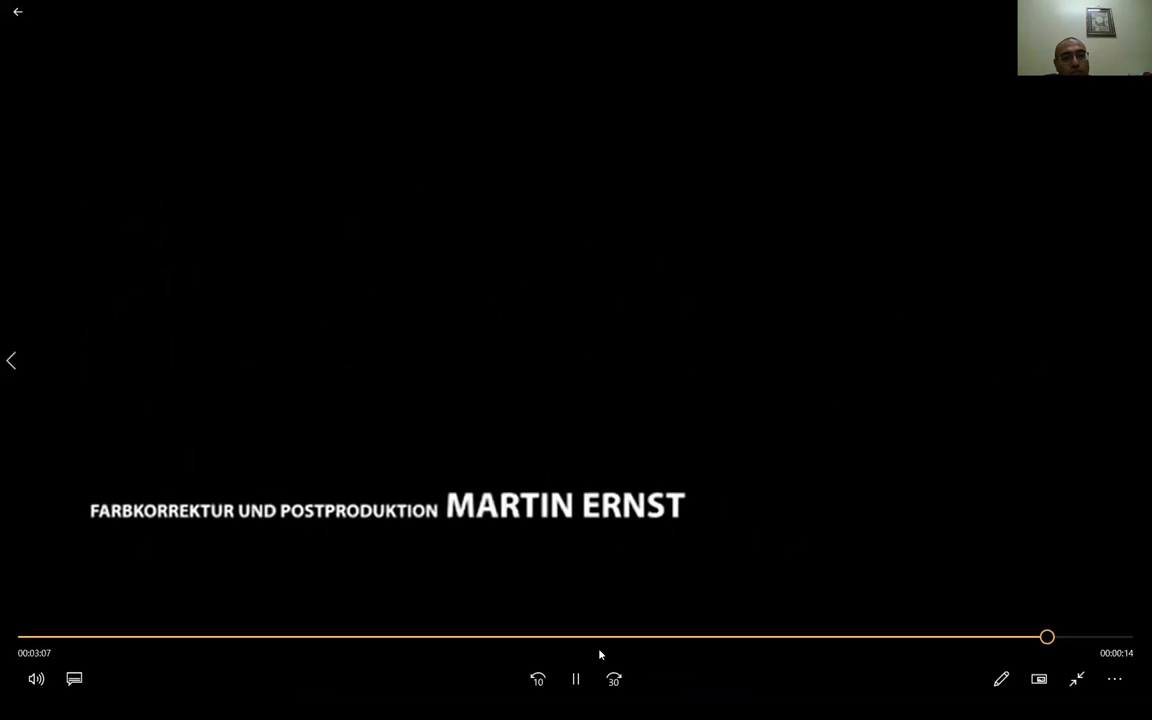 FARBKORREKTUR UND POSTPRODUKTION MARTIN ERNST
00:03:07
00:00:14
10
30